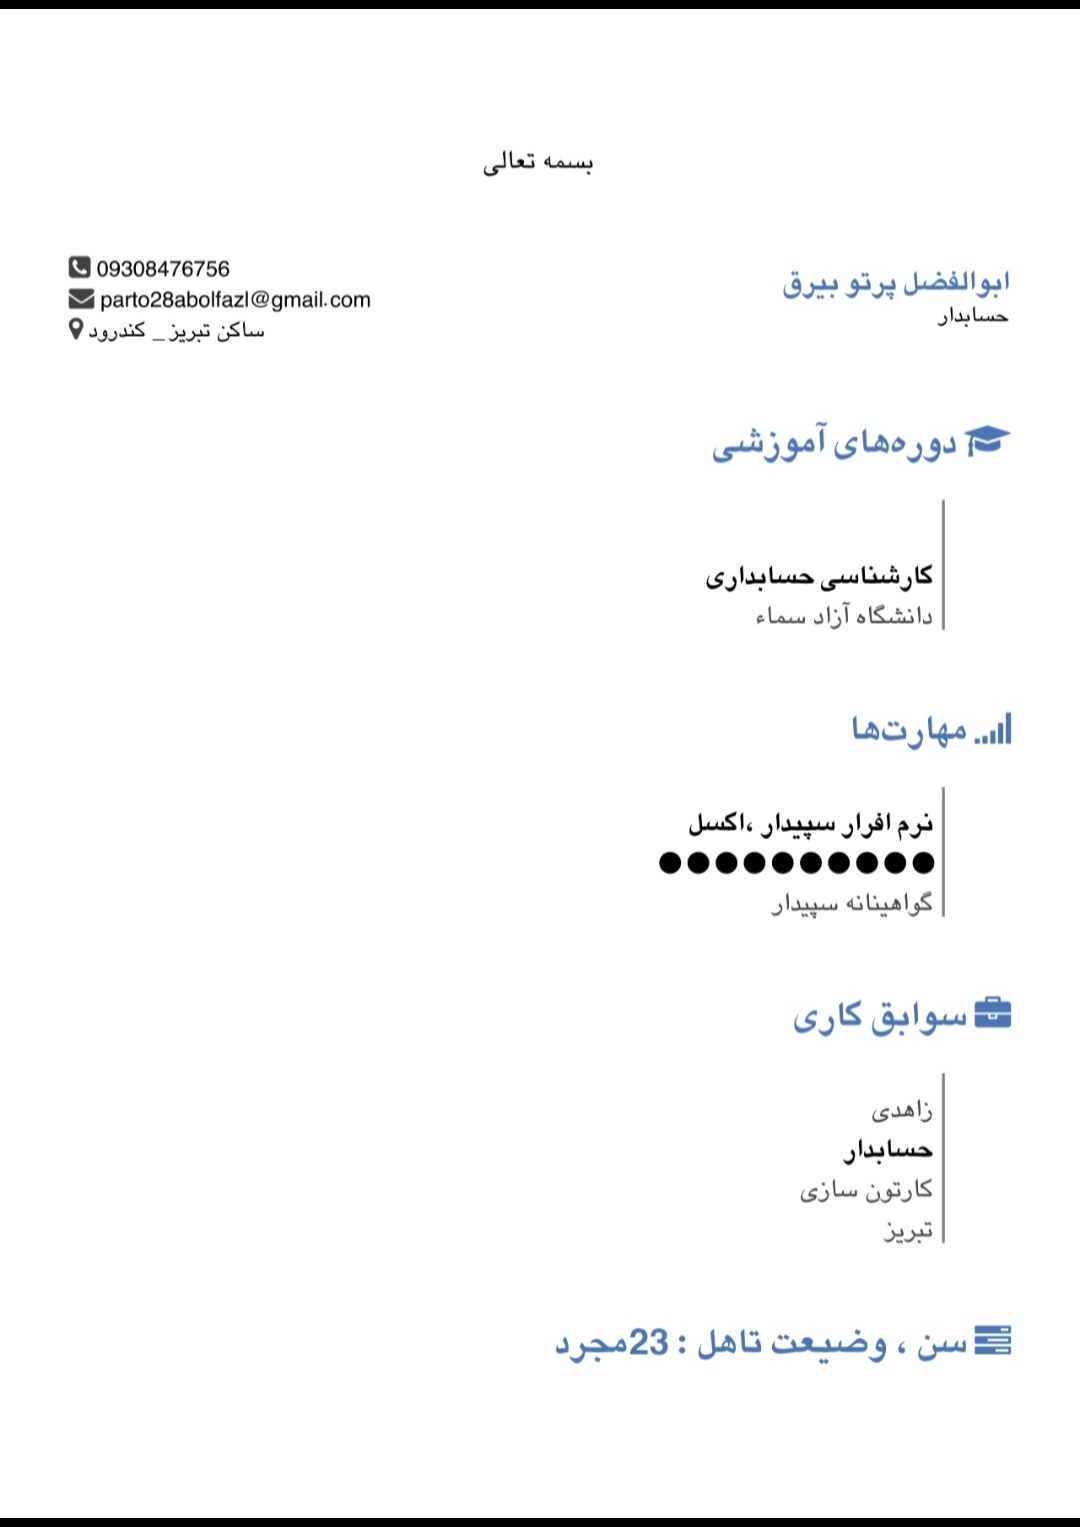 بسمه تعالی
ابوالفضل پرتو بیرق
حسابدار
09308476756
parto28abolfazl@gmail.com
ساکن تبریز _ کندرود
دوره‌های آموزشی
کارشناسی حسابداری
دانشگاه آزاد سماء
مهارت‌ها
نرم افرار سپیدار ،اکسل
گواهینانه سپیدار
سوابق کاری
زاهدی
حسابدار
کارتون سازی
تبریز
سن ، وضیعت تاهل : 23مجرد